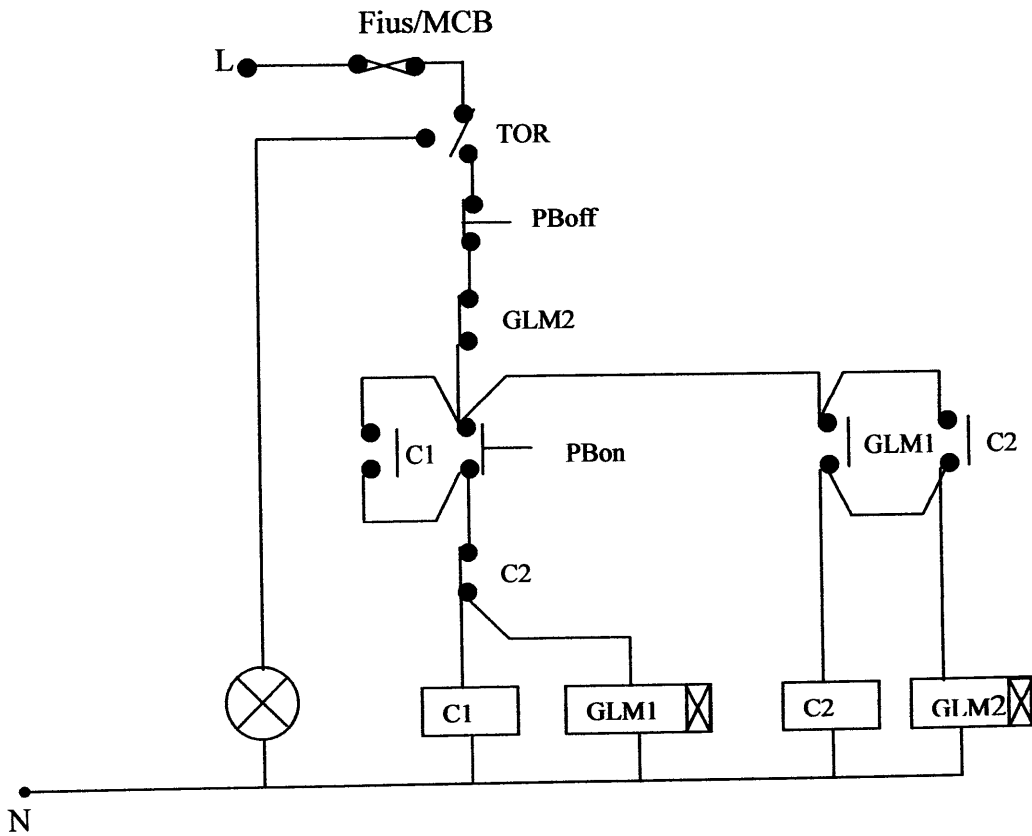 Fius/MCB
L
TOR
PBoff
GLM2
C1
PBon
GLM1
C2
C2
C1
GLM1
C2
GLM2
N